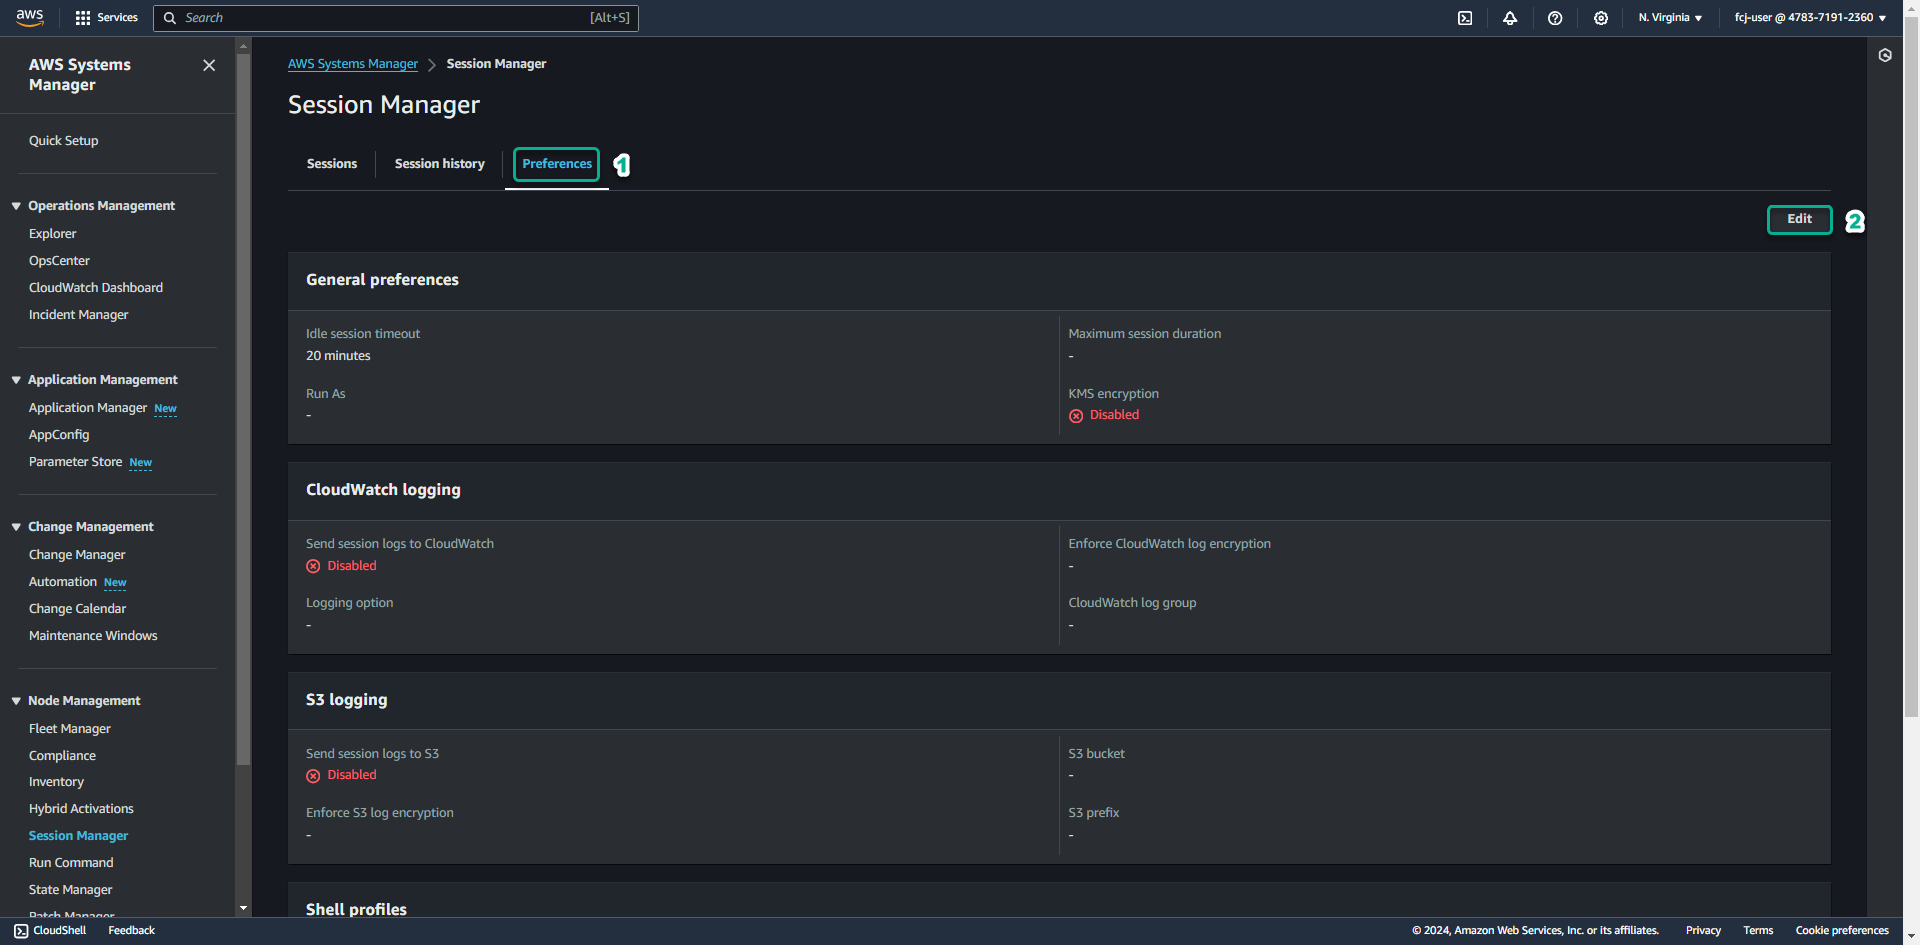 aws
Services
Search
[Alt+S]
N. Virginia
fcj-user @ 4783-7191-2360
AWS Systems
Manager
Quick Setup
Operations Management
Explorer
OpsCenter
CloudWatch Dashboard
Incident Manager
Application Management
Application Manager New
AppConfig
Parameter Store New
Change Management
Change Manager
Automation New
Change Calendar
Maintenance Windows
Node Management
Fleet Manager
Compliance
Inventory
Hybrid Activations
Session Manager
Run Command
State Manager
Patch Manager
AWS Systems Manager
Session Manager
Session Manager
Sessions
Session history
Preferences
1
Edit
2
General preferences
Idle session timeout
20 minutes
Maximum session duration
-
Run As
-
KMS encryption
Disabled
CloudWatch logging
Send session logs to CloudWatch
Disabled
Enforce CloudWatch log encryption
-
Logging option
-
CloudWatch log group
-
S3 logging
Send session logs to S3
Disabled
S3 bucket
-
Enforce S3 log encryption
-
S3 prefix
-
Shell profiles
CloudShell
Feedback
© 2024, Amazon Web Services, Inc. or its affiliates.
Privacy
Terms
Cookie preferences